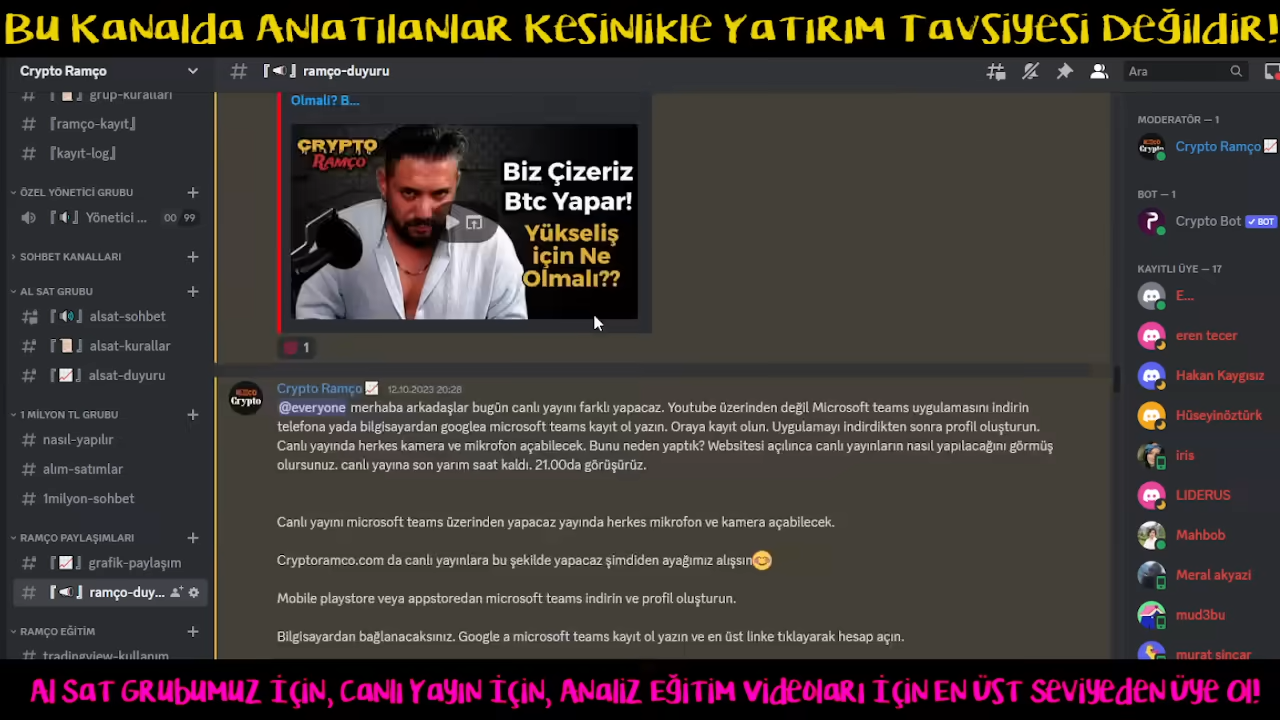 Bu Kanalda Anlatılanlar Kesinlikle Yatırım Tavsiyesi Değildir!
Crypto Ramço
# 『📢』 ramço-duyuru
Ara
# 『📋』 grup-kuralları
# 『ramço-kayıt』
# 『kayıt-log』
ÖZEL YÖNETİCİ GRUBU
『🔊』 Yönetici ... 00 99
SOHBET KANALLARI
AL SAT GRUBU
『🔊』 alsat-sohbet
『📜』 alsat-kurallar
『📈』 alsat-duyuru
1 MİLYON TL GRUBU
# nasıl-yapılır
# alım-satımlar
# 1milyon-sohbet
RAMÇO PAYLAŞIMLARI
『📈』 grafik-paylaşım
『📢』 ramço-duy...
RAMÇO EĞİTİM
# tradingview-kullanım
Olmali? B...
CRYPTO
RAMÇO
Biz Çizeriz
Btc Yapar!
Yükseliş
için Ne
Olmalı??
1
Crypto
Crypto Ramço 📈 12.10.2023 20:28
@everyone merhaba arkadaşlar bugün canlı yayını farklı yapacaz. Youtube üzerinden değil Microsoft teams uygulamasını indirin
telefona yada bilgisayardan googlea microsoft teams kayıt ol yazın. Oraya kayıt olun. Uygulamayı indirdikten sonra profil oluşturun.
Canlı yayında herkes kamera ve mikrofon açabilecek. Bunu neden yaptık? Websitesi açılınca canlı yayınların nasıl yapılacağını görmüş
olursunuz. canlı yayına son yarım saat kaldı. 21.00da görüşürüz.
Canlı yayını microsoft teams üzerinden yapacaz yayında herkes mikrofon ve kamera açabilecek.
Cryptoramco.com da canlı yayınlara bu şekilde yapacaz şimdiden ayağımız alışsın😊
Mobile playstore veya appstoredan microsoft teams indirin ve profil oluşturun.
Bilgisayardan bağlanacaksınız. Google a microsoft teams kayıt ol yazın ve en üst linke tıklayarak hesap açın.
MODERATÖR — 1
Crypto Ramço 📈
BOT — 1
Crypto Bot ✓ BOT
KAYITLI ÜYE — 17
E...
eren tecer
Hakan Kaygısız
Hüseyinöztürk
iris
LIDERUS
Mahbob
Meral akyazi
mud3bu
murat sincar
Al Sat Grubumuz İçin, Canlı Yayın İçin, Analiz Eğitim Videoları İçin En Üst Seviyeden Üye Ol!